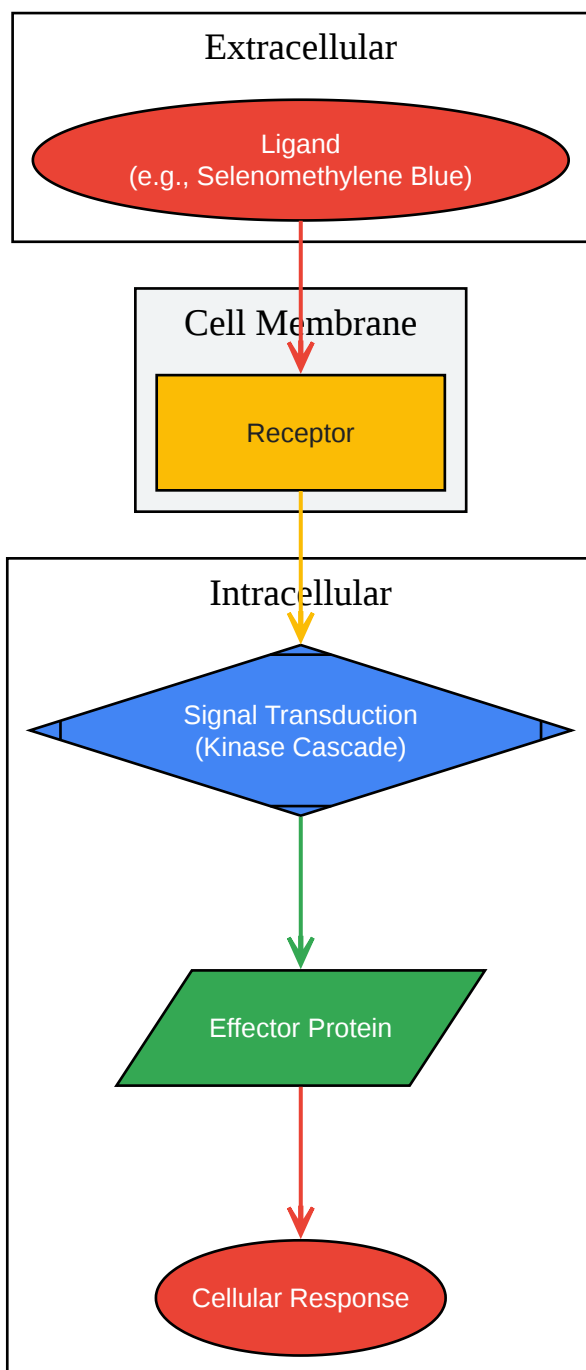 Extracellular
Ligand
(e.g., Selenomethylene Blue)
Cell Membrane
Receptor
Intracellular
Signal Transduction
(Kinase Cascade)
Effector Protein
Cellular Response